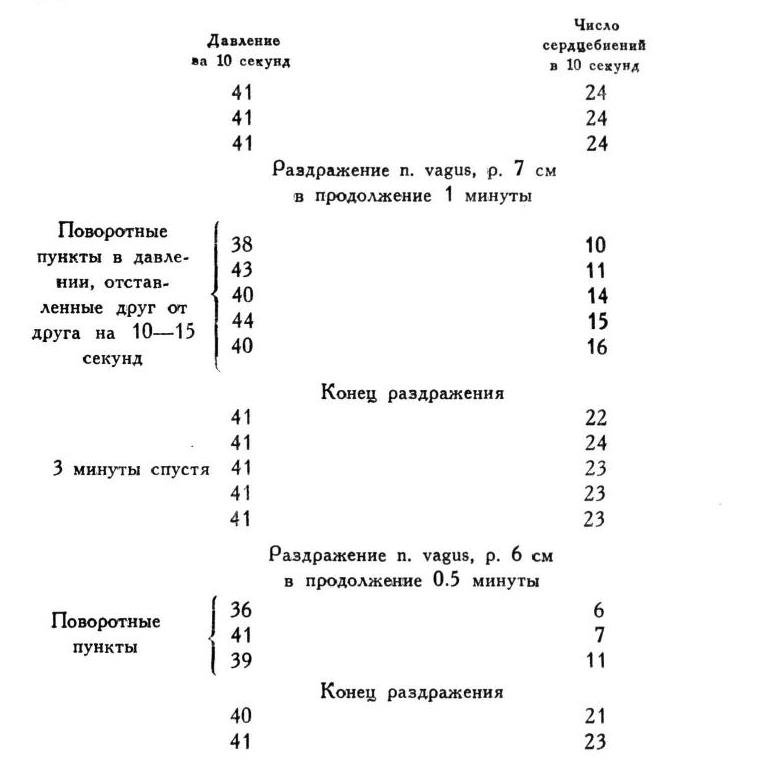 Давление
за 10 секунд
Число
сердцебиений
в 10 секунд
41 24
41 24
41 24
Раздражение n. vagus, р. 7 см
в продолжение 1 минуты
Поворотные
пункты в давле-
нии, отстав-
ленные друг от
друга на 10—15
секунд
38 10
43 11
40 14
44 15
40 16
Конец раздражения
41 22
41 24
3 минуты спустя 41 23
41 23
41 23
Раздражение n. vagus, р. 6 см
в продолжение 0.5 минуты
Поворотные
пункты
36 6
41 7
39 11
Конец раздражения
40 21
41 23